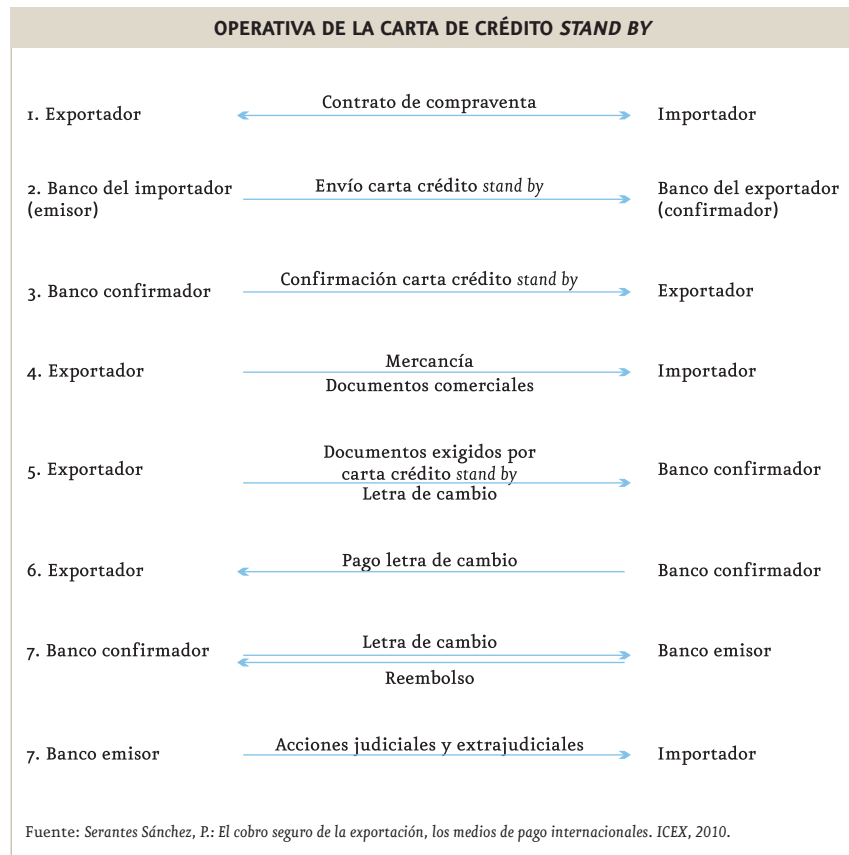 OPERATIVA DE LA CARTA DE CRÉDITO STAND BY
1. Exportador
Contrato de compraventa
Importador
2. Banco del importador
(emisor)
Envío carta crédito stand by
Banco del exportador
(confirmador)
3. Banco confirmador
Confirmación carta crédito stand by
Exportador
4. Exportador
Mercancía
Documentos comerciales
Importador
5. Exportador
Documentos exigidos por
carta crédito stand by
Letra de cambio
Banco confirmador
6. Exportador
Pago letra de cambio
Banco confirmador
7. Banco confirmador
Letra de cambio
Reembolso
Banco emisor
7. Banco emisor
Acciones judiciales y extrajudiciales
Importador
Fuente: Serantes Sánchez, P.: El cobro seguro de la exportación, los medios de pago internacionales. ICEX, 2010.